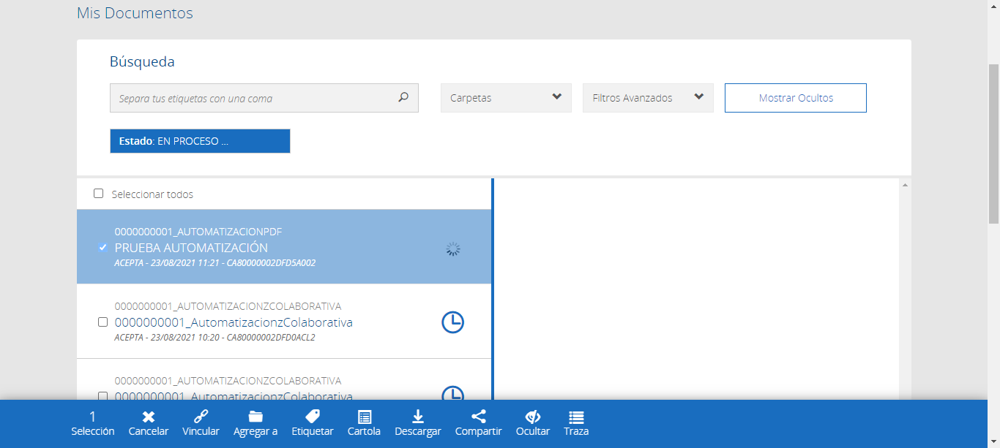 Mis Documentos
Búsqueda
Separa tus etiquetas con una coma
Carpetas
Filtros Avanzados
Mostrar Ocultos
Estado: EN PROCESO ...
Seleccionar todos
0000000001_AUTOMATIZACIONPDF
PRUEBA AUTOMATIZACIÓN
ACEPTA - 23/08/2021 11:21 - CA80000002DFD5A002
0000000001_AUTOMATIZACIONZCOLABORATIVA
0000000001_AutomatizacionzColaborativa
ACEPTA - 23/08/2021 10:20 - CA80000002DFD0ACL2
0000000001_AUTOMATIZACIONZCOLABORATIVA
0000000001_AutomatizacionzColaborativa
1
Selección
Cancelar
Vincular
Agregar a
Etiquetar
Cartola
Descargar
Compartir
Ocultar
Traza